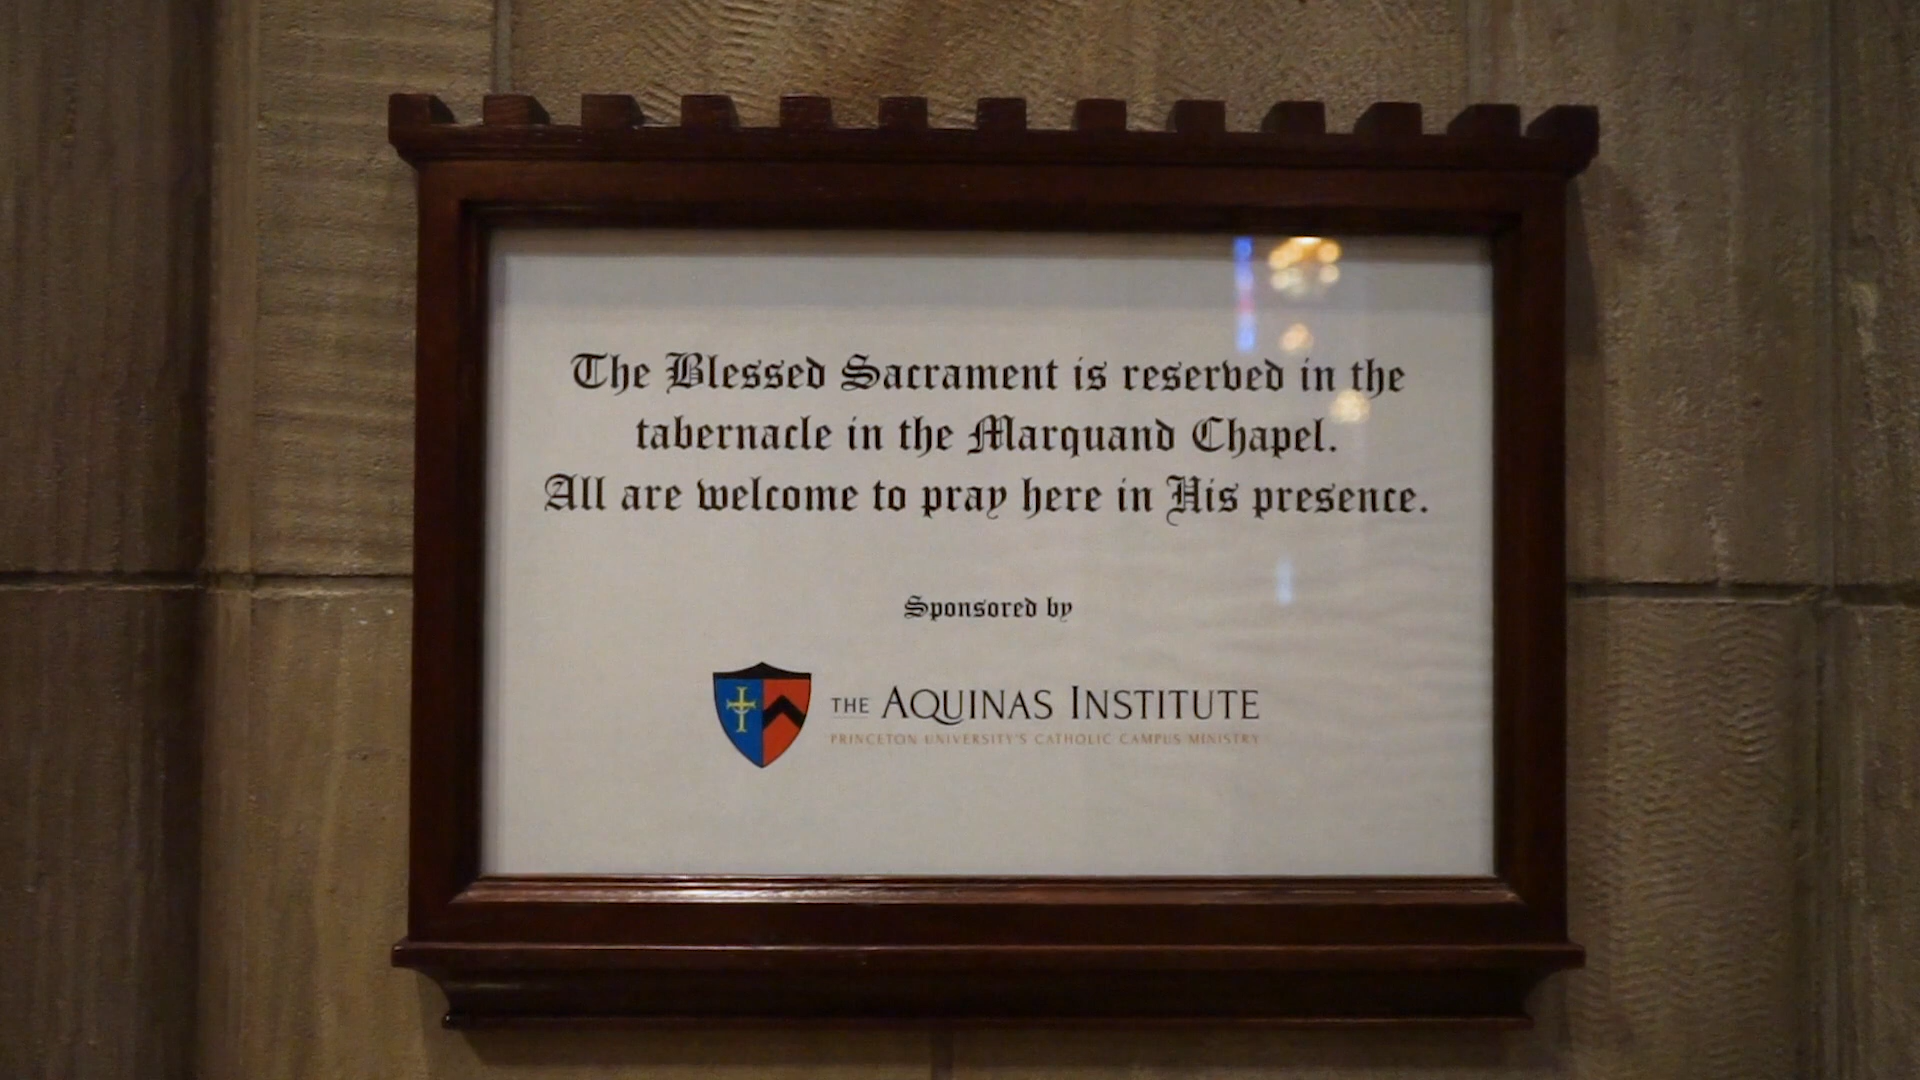 The Blessed Sacrament is reserved in the
tabernacle in the Marquand Chapel.
All are welcome to pray here in His presence.
Sponsored by
THE AQUINAS INSTITUTE
PRINCETON UNIVERSITY'S CATHOLIC CAMPUS MINISTRY